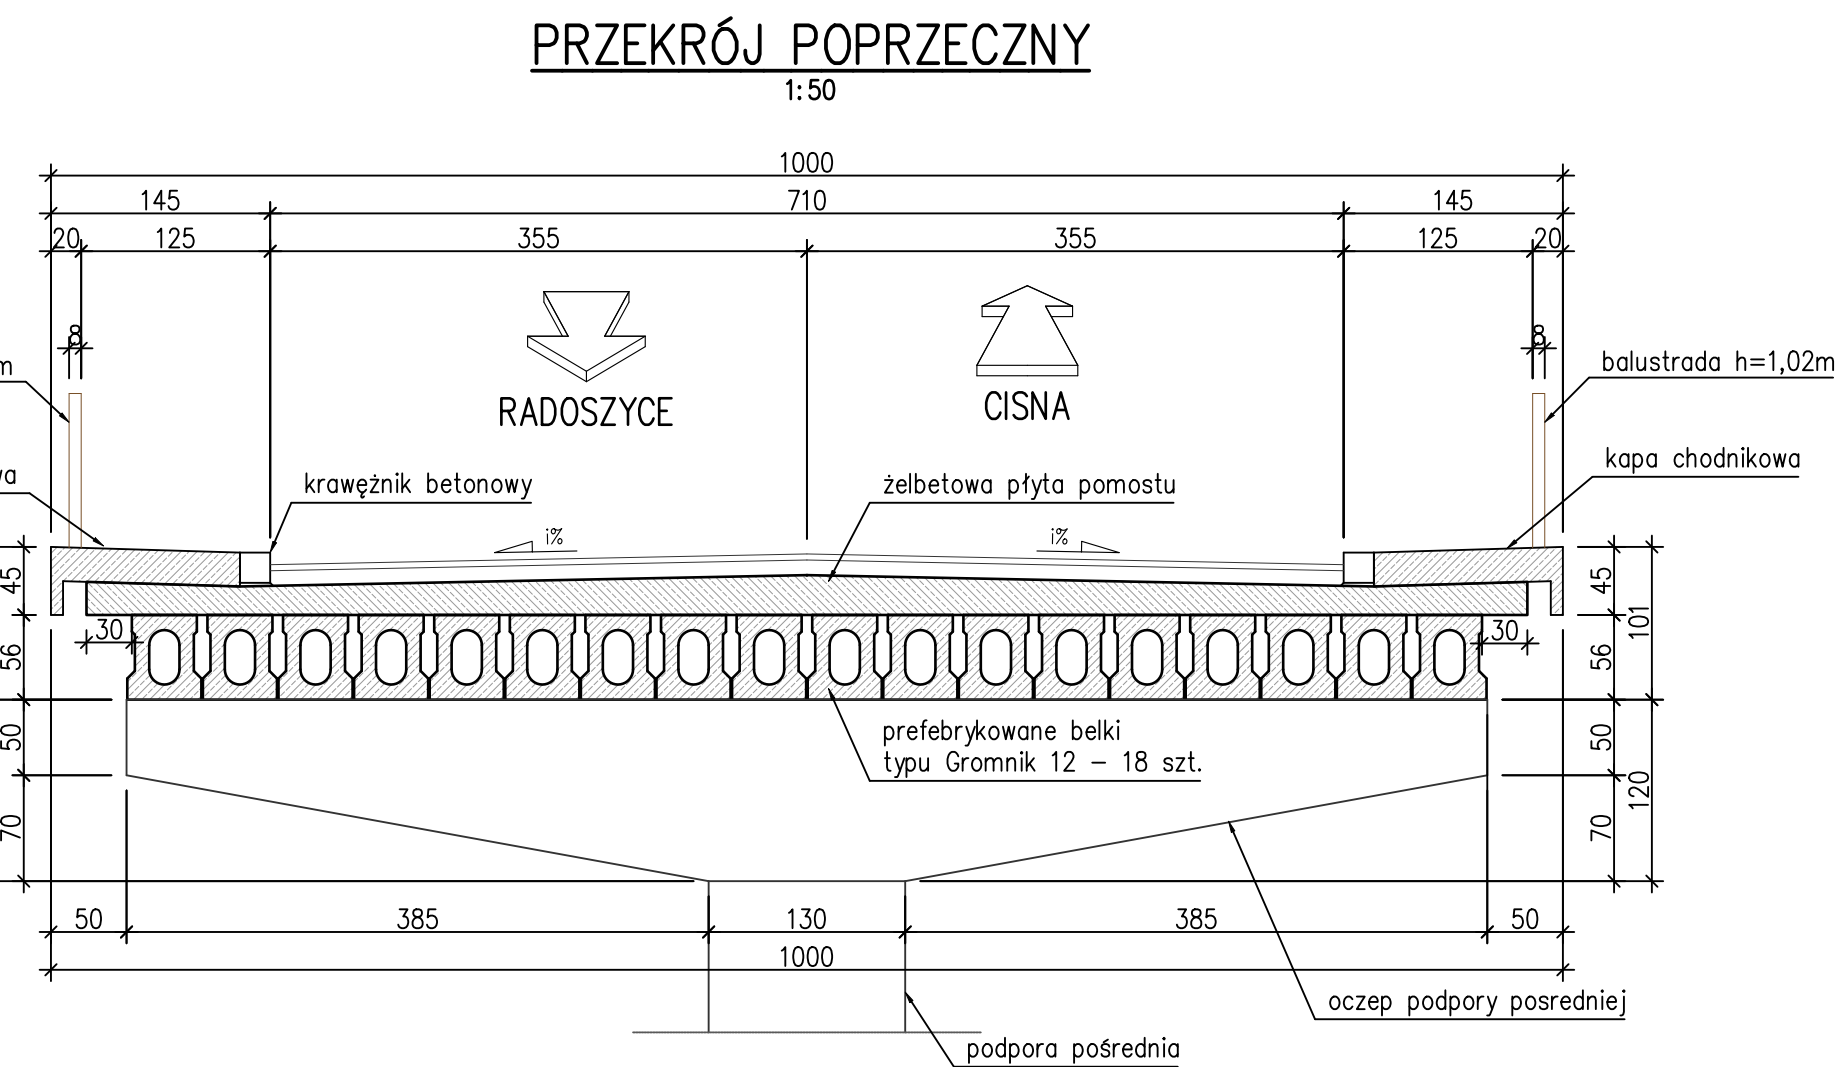 PRZEKRÓJ POPRZECZNY
1:50
1000
145 710 145
20 125 355 355 125 20
8 8
m balustrada h=1,02m
RADOSZYCE CISNA
wa kapa chodnikowa
krawężnik betonowy żelbetowa płyta pomostu
i% i%
45 45
101
30 30
56 56
prefebrykowane belki
typu Gromnik 12 – 18 szt.
50 50
120
70 70
50 385 130 385 50
1000
oczep podpory posredniej
podpora pośrednia